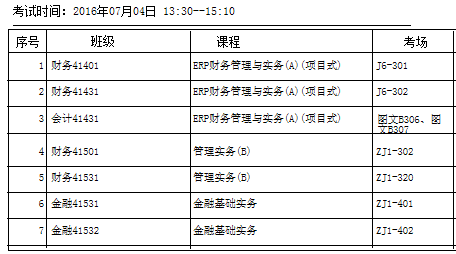 考试时间：2016年07月04日 13:30--15:10
序号 班级 课程 考场
1 财务41401 ERP财务管理与实务(A)(项目式) J6-301
2 财务41431 ERP财务管理与实务(A)(项目式) J6-302
3 会计41431 ERP财务管理与实务(A)(项目式) 图文B306、图
文B307
4 财务41501 管理实务(B) ZJ1-302
5 财务41531 管理实务(B) ZJ1-320
6 金融41531 金融基础实务 ZJ1-401
7 金融41532 金融基础实务 ZJ1-402